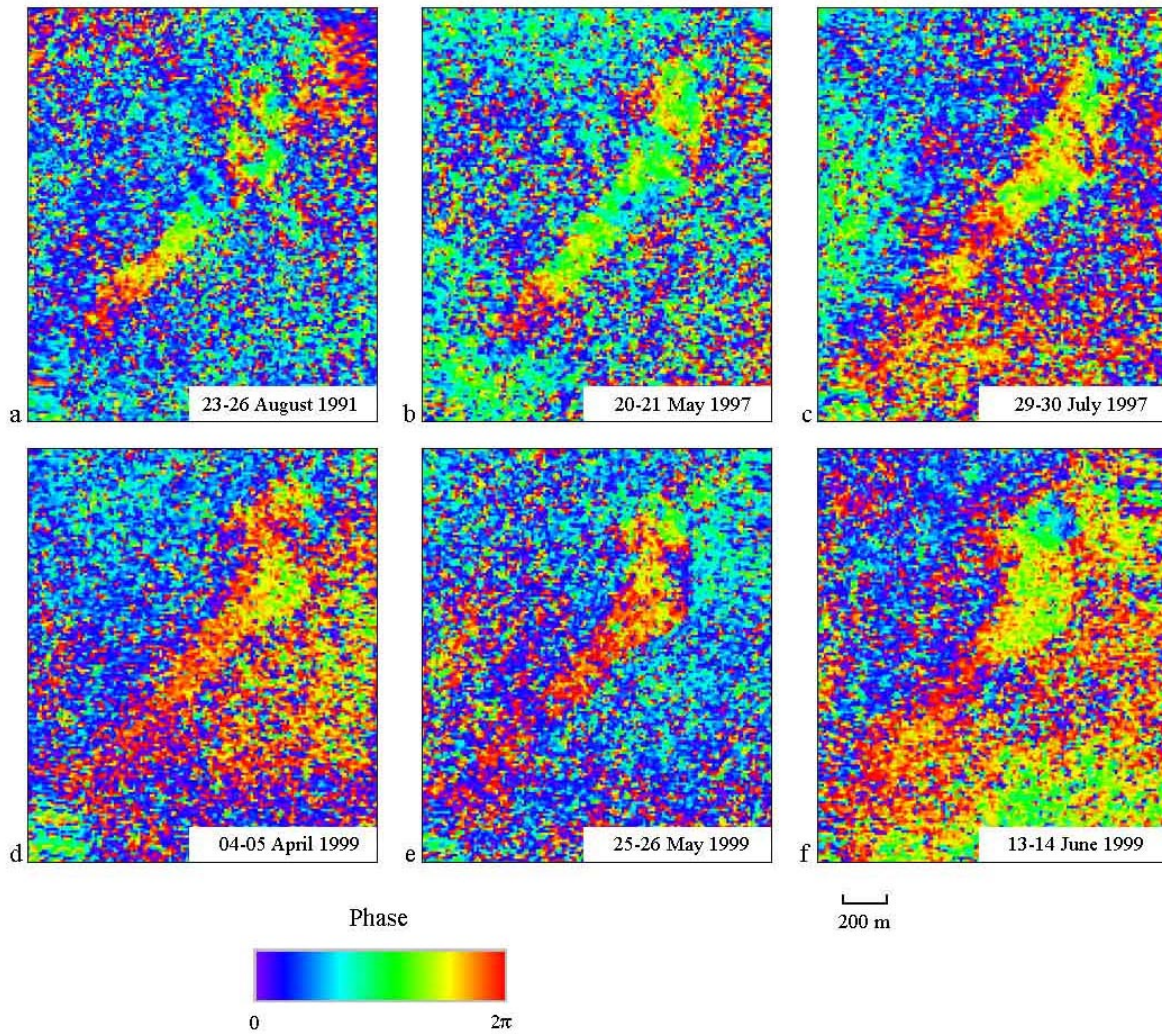 a
23-26 August 1991
b
20-21 May 1997
c
29-30 July 1997
d
04-05 April 1999
e
25-26 May 1999
f
13-14 June 1999
200 m
Phase
0
2π